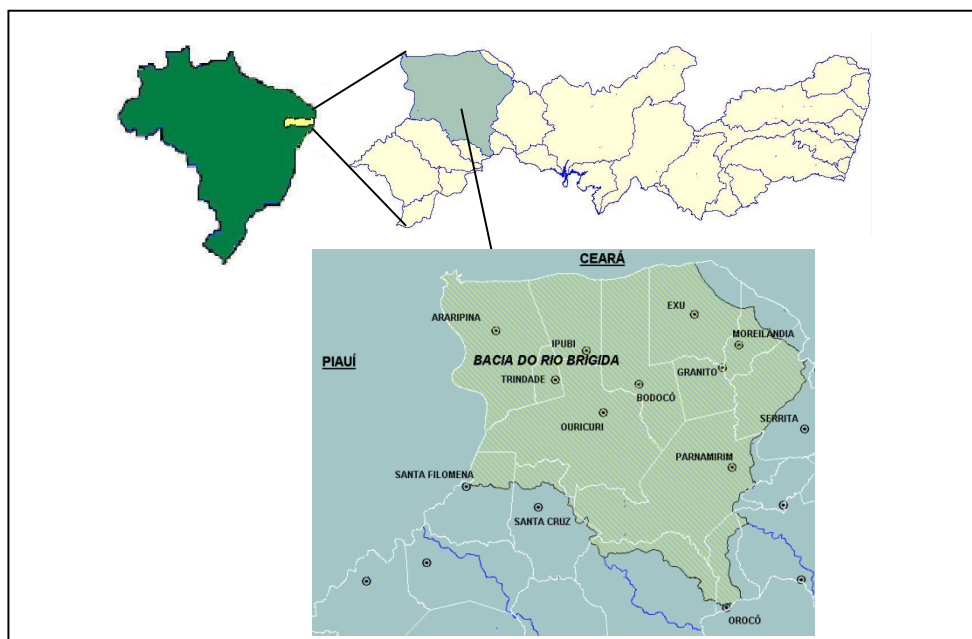 CEARÁ
EXU
ARARIPINA
MOREILANDIA
IPUBI
PIAUÍ
BACIA DO RIO BRIGIDA
GRANITO
TRINDADE
BODOCÓ
OURICURI
SERRITA
PARNAMIRIM
SANTA FILOMENA
SANTA CRUZ
OROCÓ